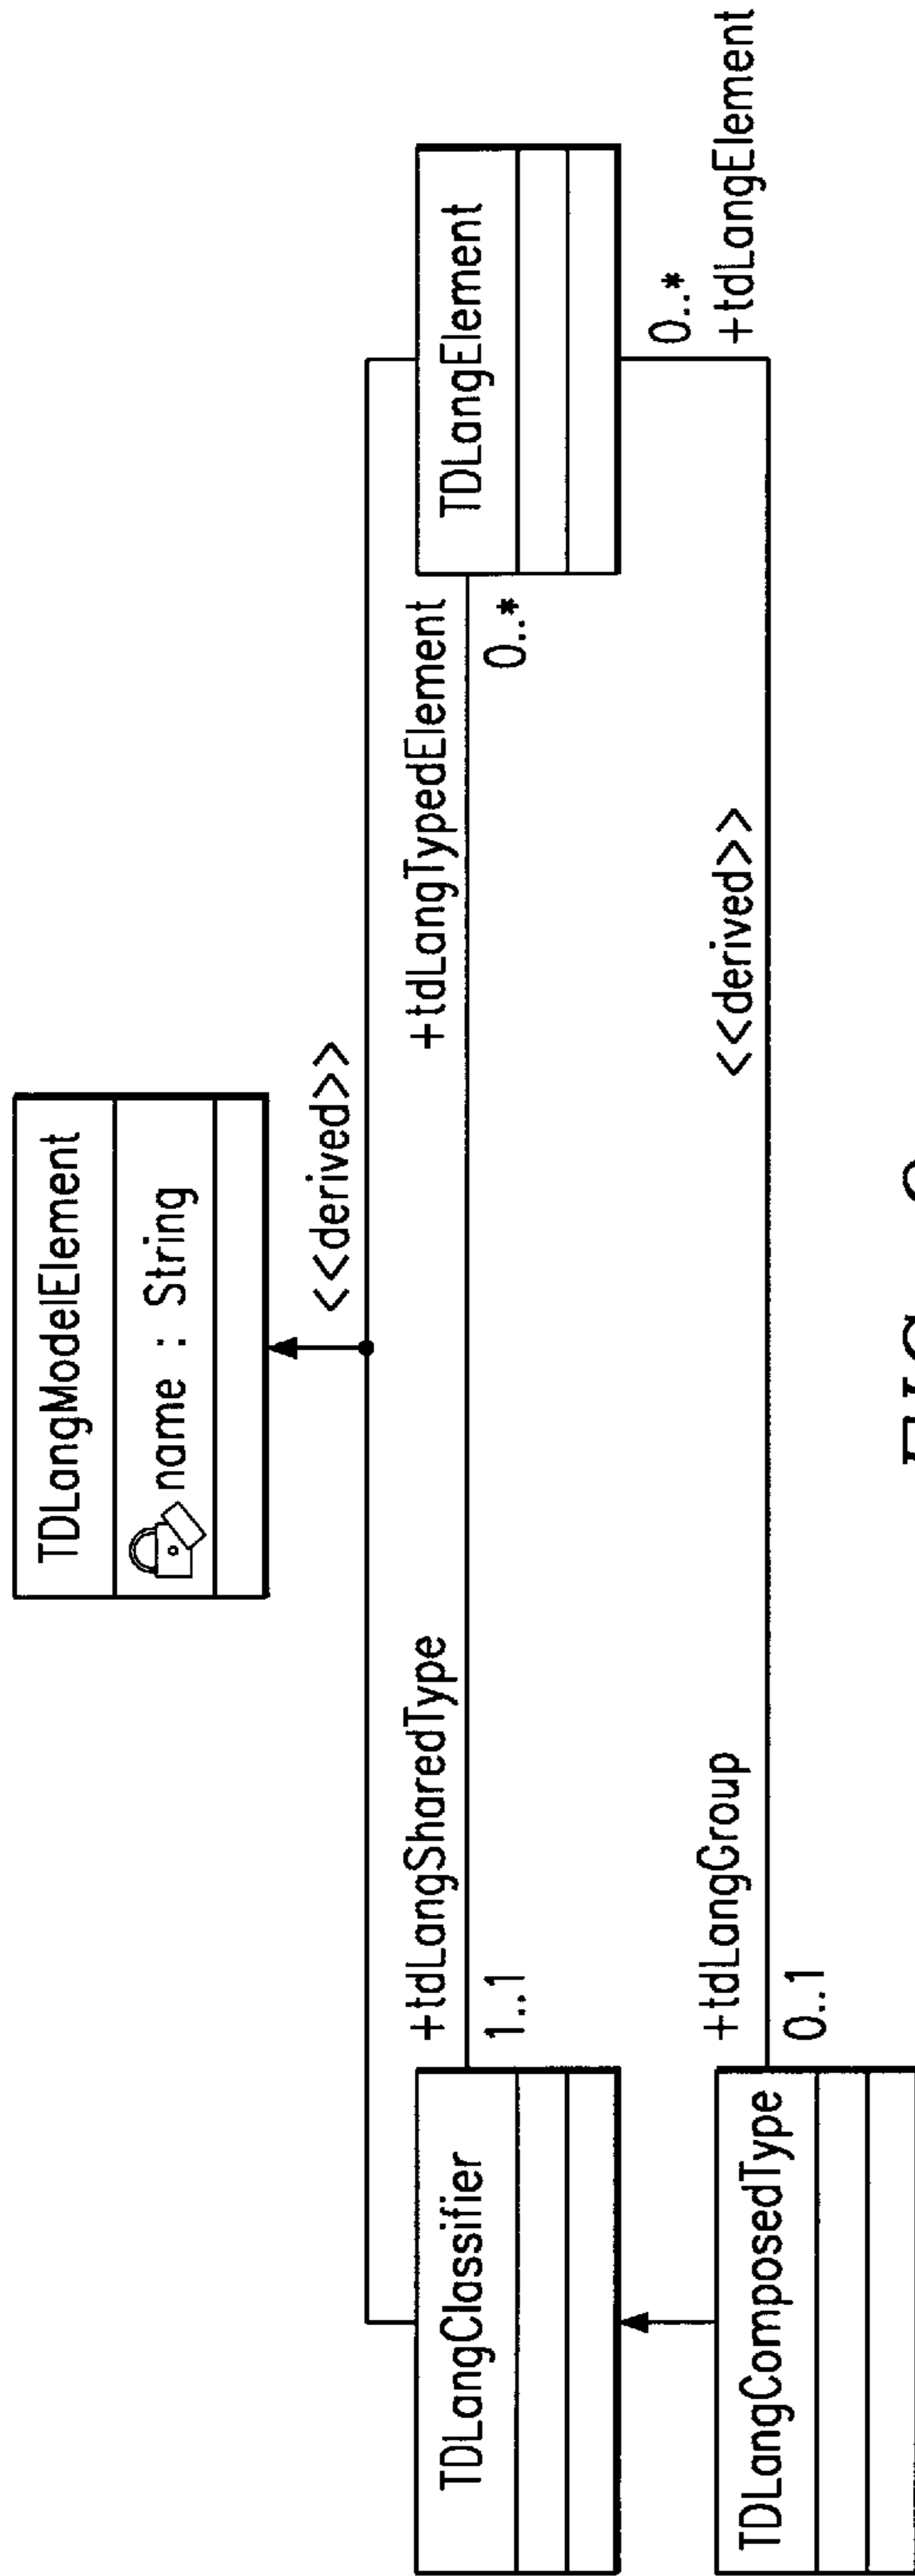 TDLangModelElement
name : String
<<derived>>
TDLangClassifier
+tdLangSharedType
1..1
+tdLangTypedElement
0..*
TDLangElement
0..*
+tdLangElement
TDLangComposedType
+tdLangGroup
0..1
<<derived>>